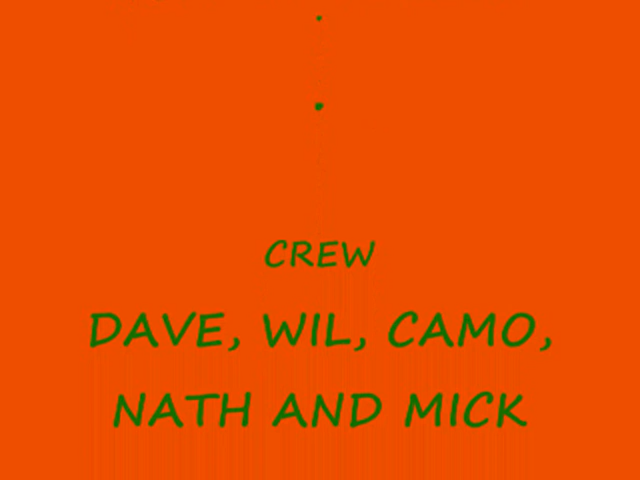 .
.
CREW
DAVE, WIL, CAMO,
NATH AND MICK